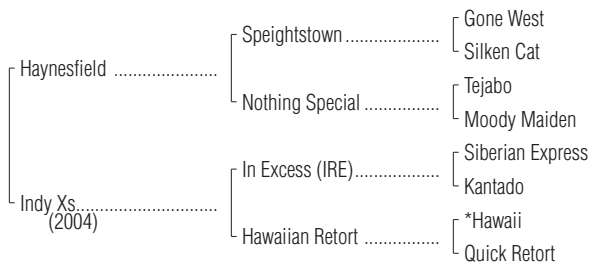 Gone West
Speightstown
Silken Cat
Haynesfield
Tejabo
Nothing Special
Moody Maiden
Siberian Express
In Excess (IRE)
Kantado
Indy Xs
(2004)
*Hawaii
Hawaiian Retort
Quick Retort